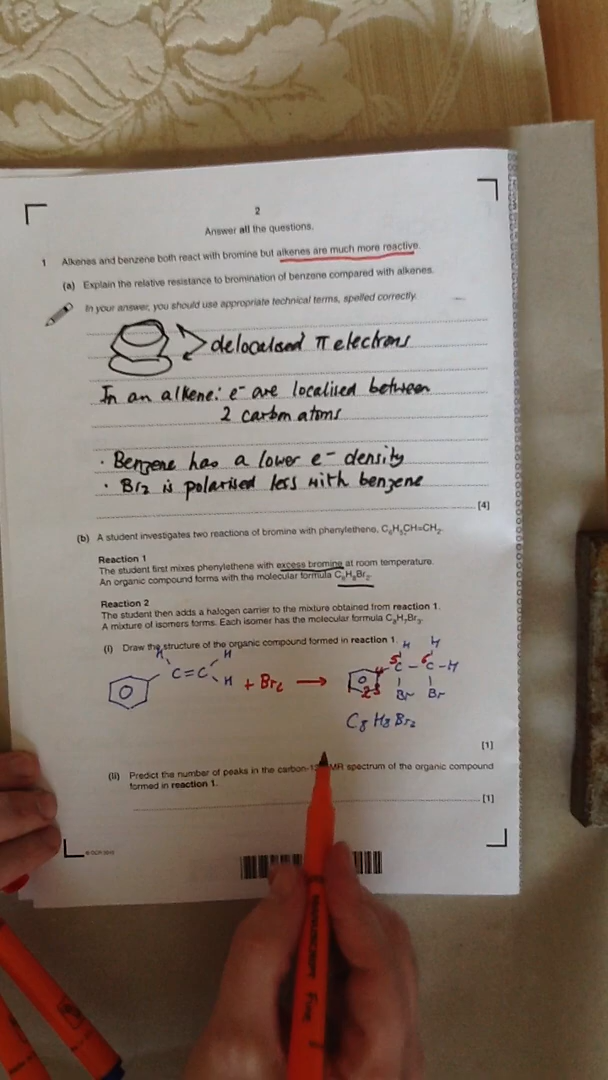 2
Answer all the questions.
1 Alkenes and benzene both react with bromine but alkenes are much more reactive.
(a) Explain the relative resistance to bromination of benzene compared with alkenes.
In your answer, you should use appropriate technical terms, spelled correctly.
delocalised π electrons
In an alkene: e⁻ are localised between
2 carbon atoms
· Benzene has a lower e⁻ density
· Br2 is polarised less with benzene
[4]
(b) A student investigates two reactions of bromine with phenylethene, C₆H₅CH=CH₂.
Reaction 1
The student first mixes phenylethene with excess bromine at room temperature.
An organic compound forms with the molecular formula C₈H₈Br₂.
Reaction 2
The student then adds a halogen carrier to the mixture obtained from reaction 1.
A mixture of isomers forms. Each isomer has the molecular formula C₈H₇Br₃.
(i) Draw the structure of the organic compound formed in reaction 1.
H H H H
C=C H + Br₂ → C – C – H
Br Br
C8 H8 Br2
[1]
(ii) Predict the number of peaks in the carbon-13 NMR spectrum of the organic compound
formed in reaction 1.
[1]
© OCR
MANUSCRIPT Fine